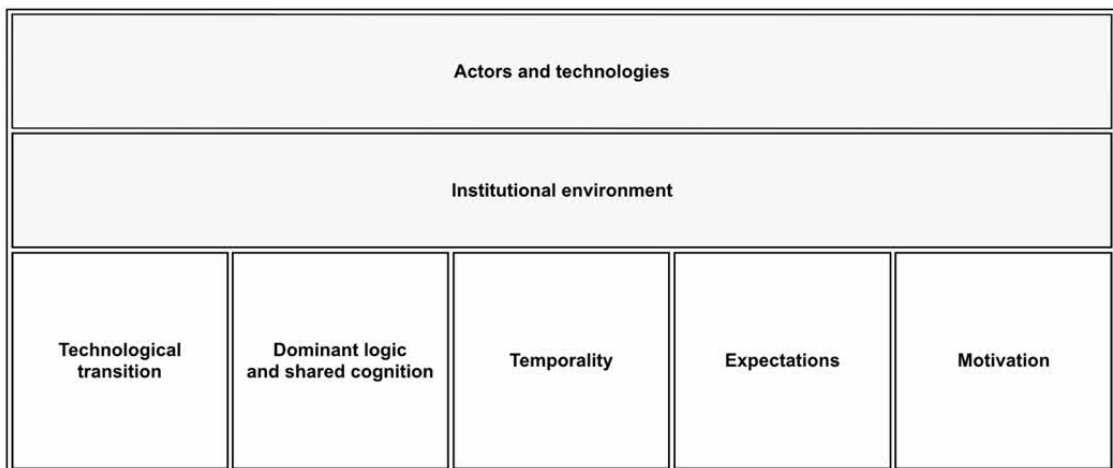 Actors and technologies
Institutional environment
Technological
transition
Dominant logic
and shared cognition
Temporality
Expectations
Motivation